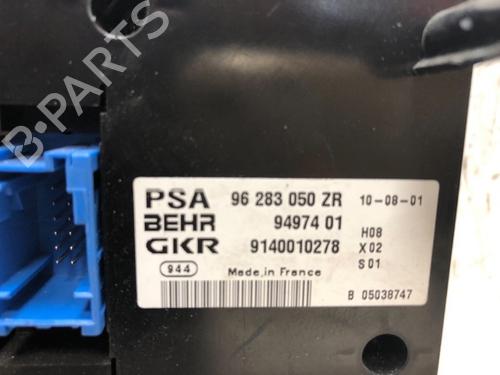 B-PARTS
PSA 96 283 050 ZR 10-08-01
BEHR 94974 01 H08
GKR 9140010278 X02
944 Made in France S01
B 05038747